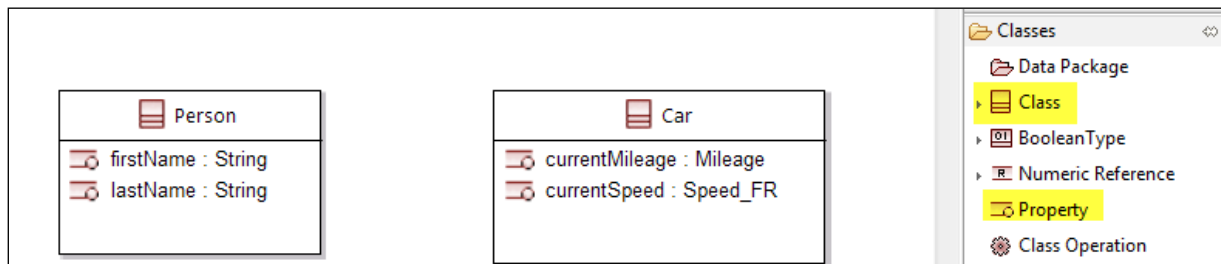 Person
firstName : String
lastName : String
Car
currentMileage : Mileage
currentSpeed : Speed_FR
Classes
Data Package
Class
BooleanType
Numeric Reference
Property
Class Operation